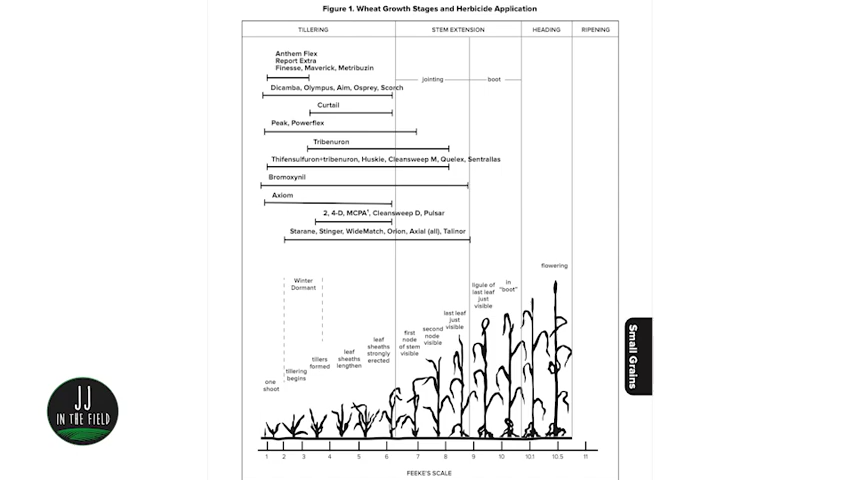 Figure 1. Wheat Growth Stages and Herbicide Application
TILLERING
STEM EXTENSION
HEADING
RIPENING
Anthem Flex
Report Extra
Finesse, Maverick, Metribuzin
jointing
boot
Dicamba, Olympus, Aim, Osprey, Scorch
Curtail
Peak, Powerflex
Tribenuron
Thifensulfuron+tribenuron, Huskie, Cleansweep M, Quelex, Sentrallas
Bromoxynil
Axiom
2, 4-D, MCPA¹, Cleansweep D, Pulsar
Starane, Stinger, WideMatch, Orion, Axial (all), Talinor
Winter
Dormant
one
shoot
tillering
begins
tillers
formed
leaf
sheaths
lengthen
leaf
sheaths
strongly
erected
first
node
of stem
visible
second
node
visible
last leaf
just
visible
ligule of
last leaf
just
visible
in
"boot"
flowering
1 2 3 4 5 6 7 8 9 10 10.1 10.5 11
FEEKE'S SCALE
Small Grains
JJ
IN THE FIELD